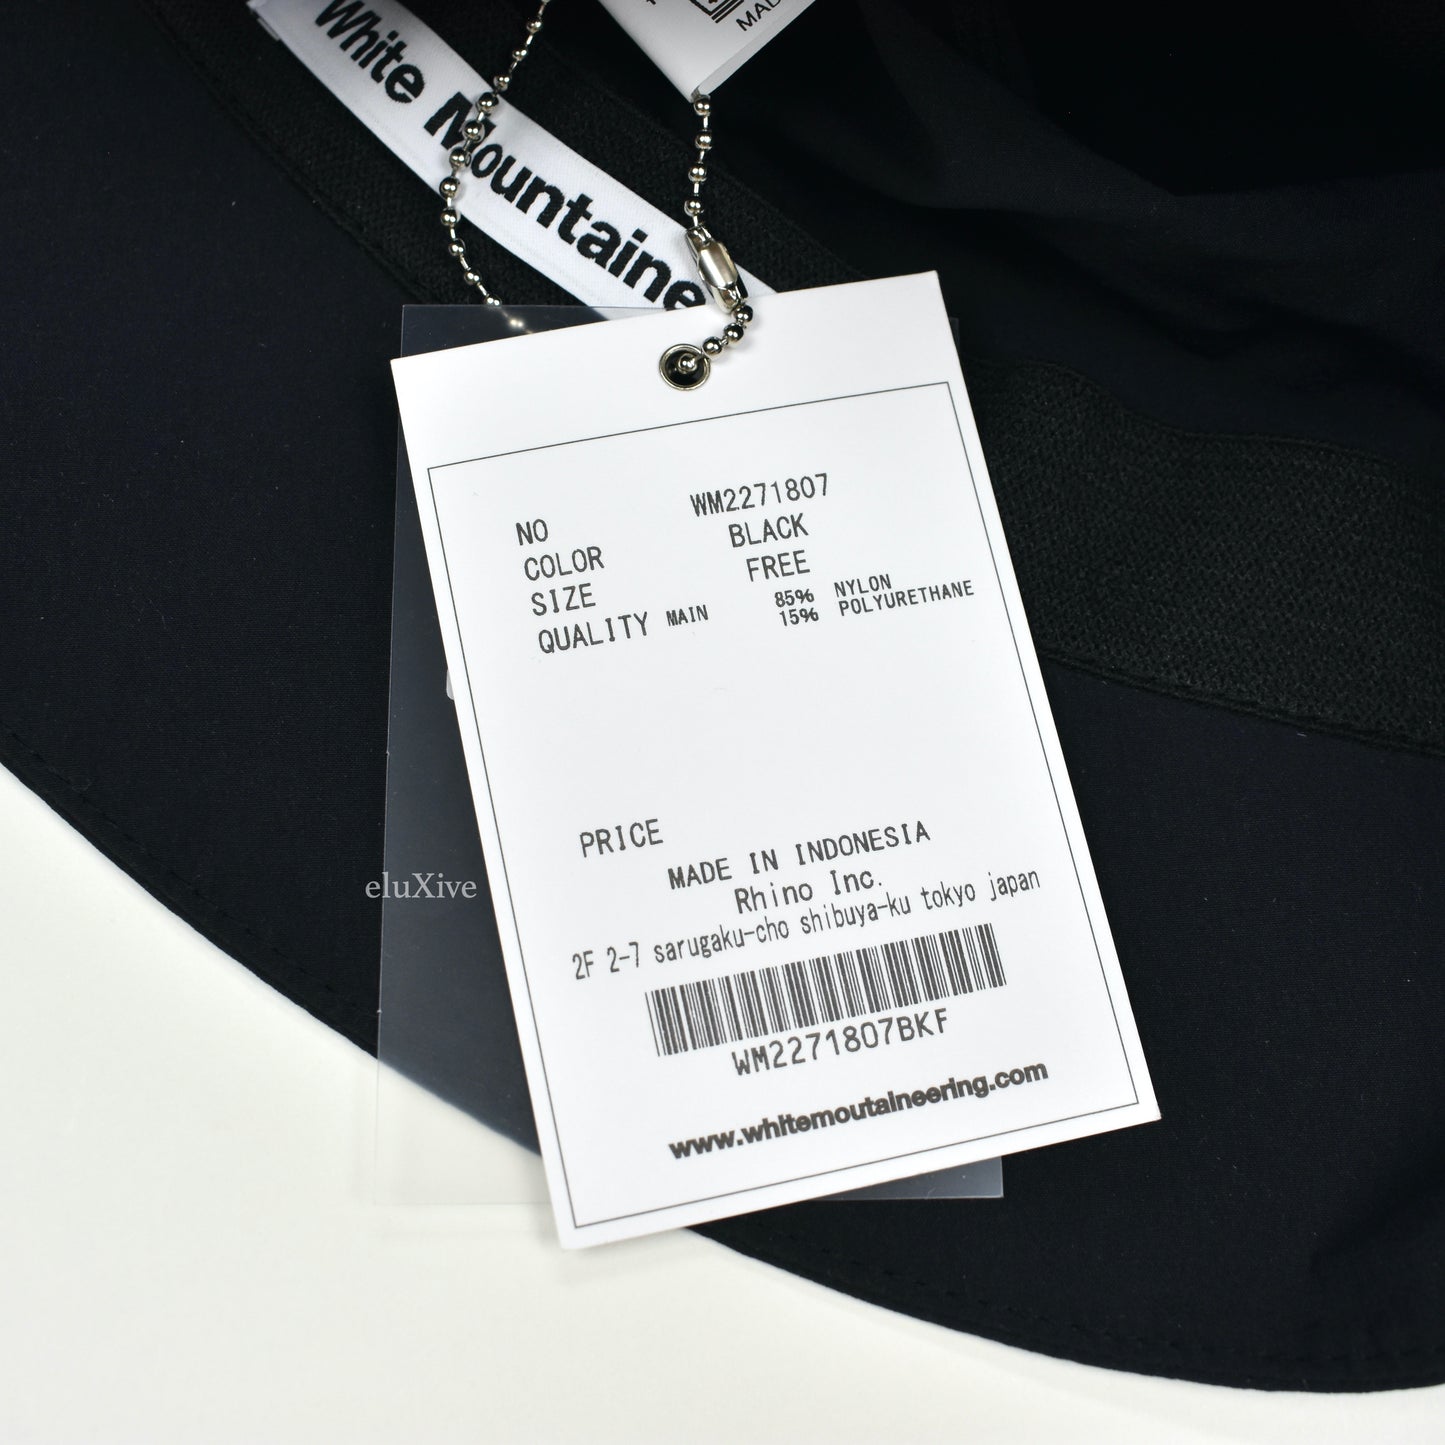 MAD
White Mountaine
NO WM2271807
COLOR BLACK
SIZE FREE
QUALITY MAIN 85% NYLON
15% POLYURETHANE
PRICE
MADE IN INDONESIA
Rhino Inc.
2F 2-7 sarugaku-cho shibuya-ku tokyo japan
WM2271807BKF
www.whitemoutaineering.com
eluXive